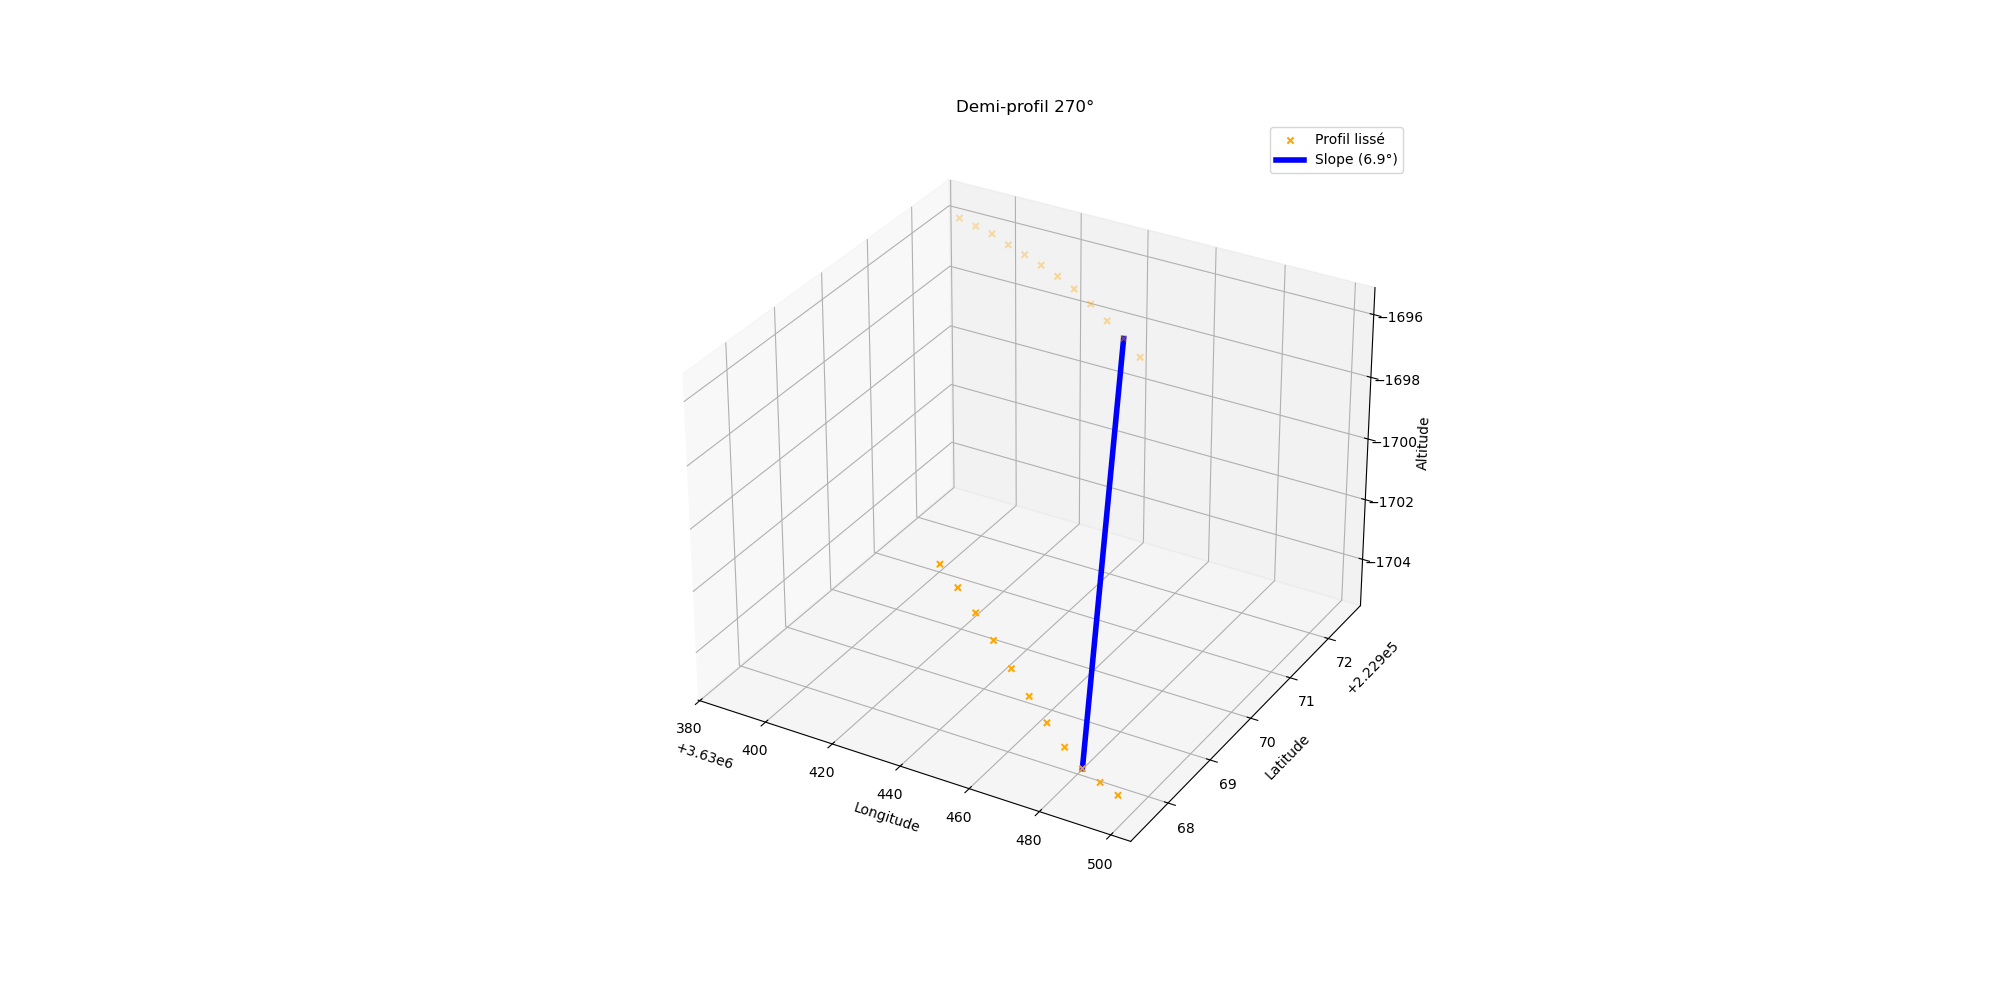 Demi-profil 270°
Profil lissé
Slope (6.9°)
−1696
−1698
−1700
−1702
−1704
Altitude
72
71
70
69
68
+2.229e5
Latitude
380
400
420
440
460
480
500
+3.63e6
Longitude